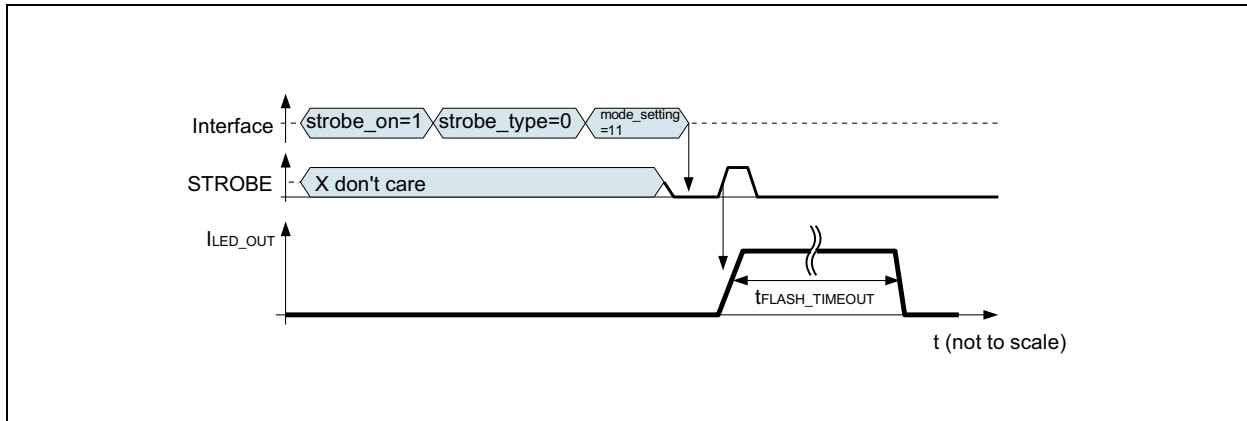 Interface
strobe_on=1
strobe_type=0
mode_setting
=11
STROBE
X don't care
ILED_OUT
tFLASH_TIMEOUT
t (not to scale)